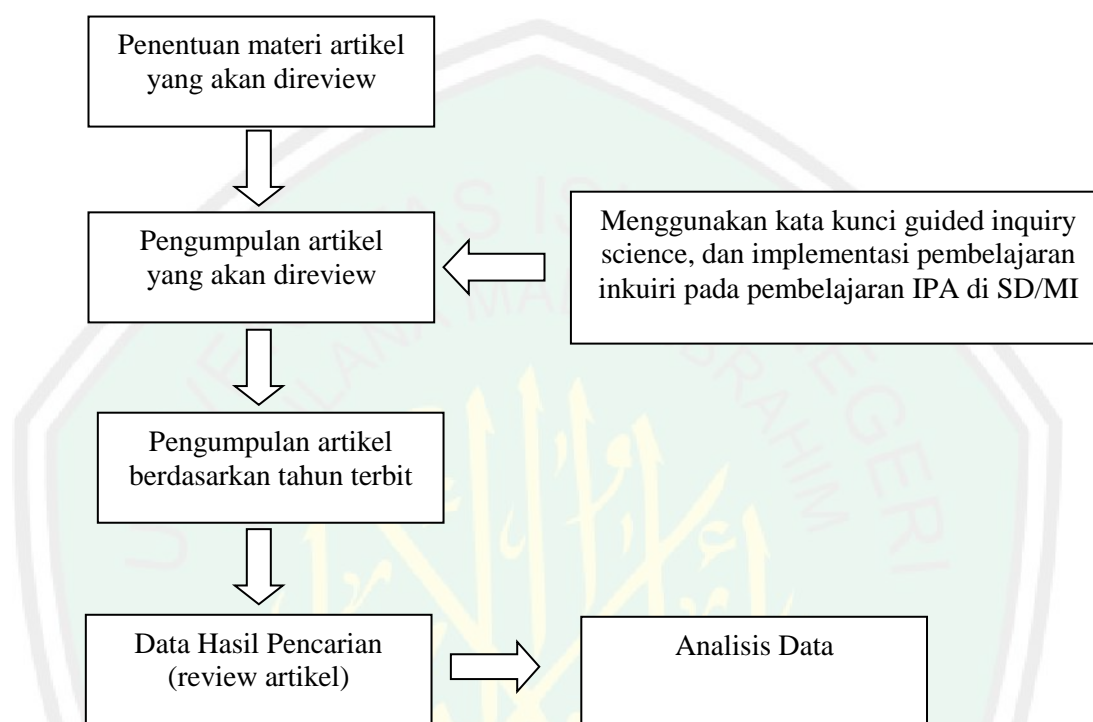 Penentuan materi artikel
yang akan direview
Pengumpulan artikel
yang akan direview
Menggunakan kata kunci guided inquiry
science, dan implementasi pembelajaran
inkuiri pada pembelajaran IPA di SD/MI
Pengumpulan artikel
berdasarkan tahun terbit
Data Hasil Pencarian
(review artikel)
Analisis Data